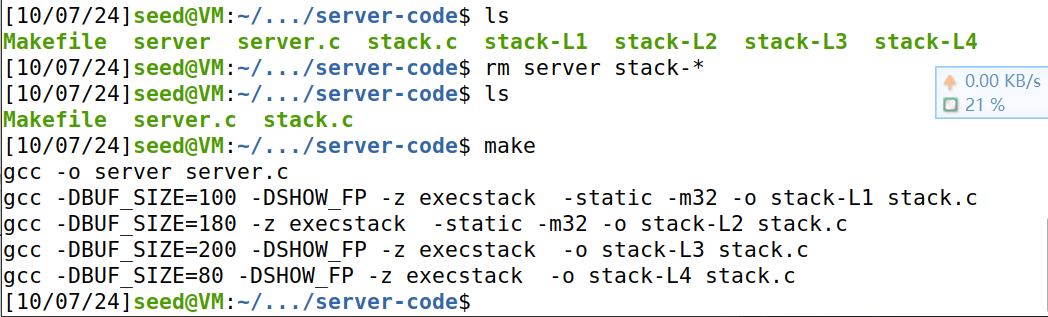 [10/07/24]seed@VM:~/.../server-code$ ls
Makefile  server  server.c  stack.c  stack-L1  stack-L2  stack-L3  stack-L4
[10/07/24]seed@VM:~/.../server-code$ rm server stack-*
[10/07/24]seed@VM:~/.../server-code$ ls
Makefile  server.c  stack.c
[10/07/24]seed@VM:~/.../server-code$ make
gcc -o server server.c
gcc -DBUF_SIZE=100 -DSHOW_FP -z execstack  -static -m32 -o stack-L1 stack.c
gcc -DBUF_SIZE=180 -z execstack  -static -m32 -o stack-L2 stack.c
gcc -DBUF_SIZE=200 -DSHOW_FP -z execstack  -o stack-L3 stack.c
gcc -DBUF_SIZE=80 -DSHOW_FP -z execstack  -o stack-L4 stack.c
[10/07/24]seed@VM:~/.../server-code$
0.00 KB/s
21 %